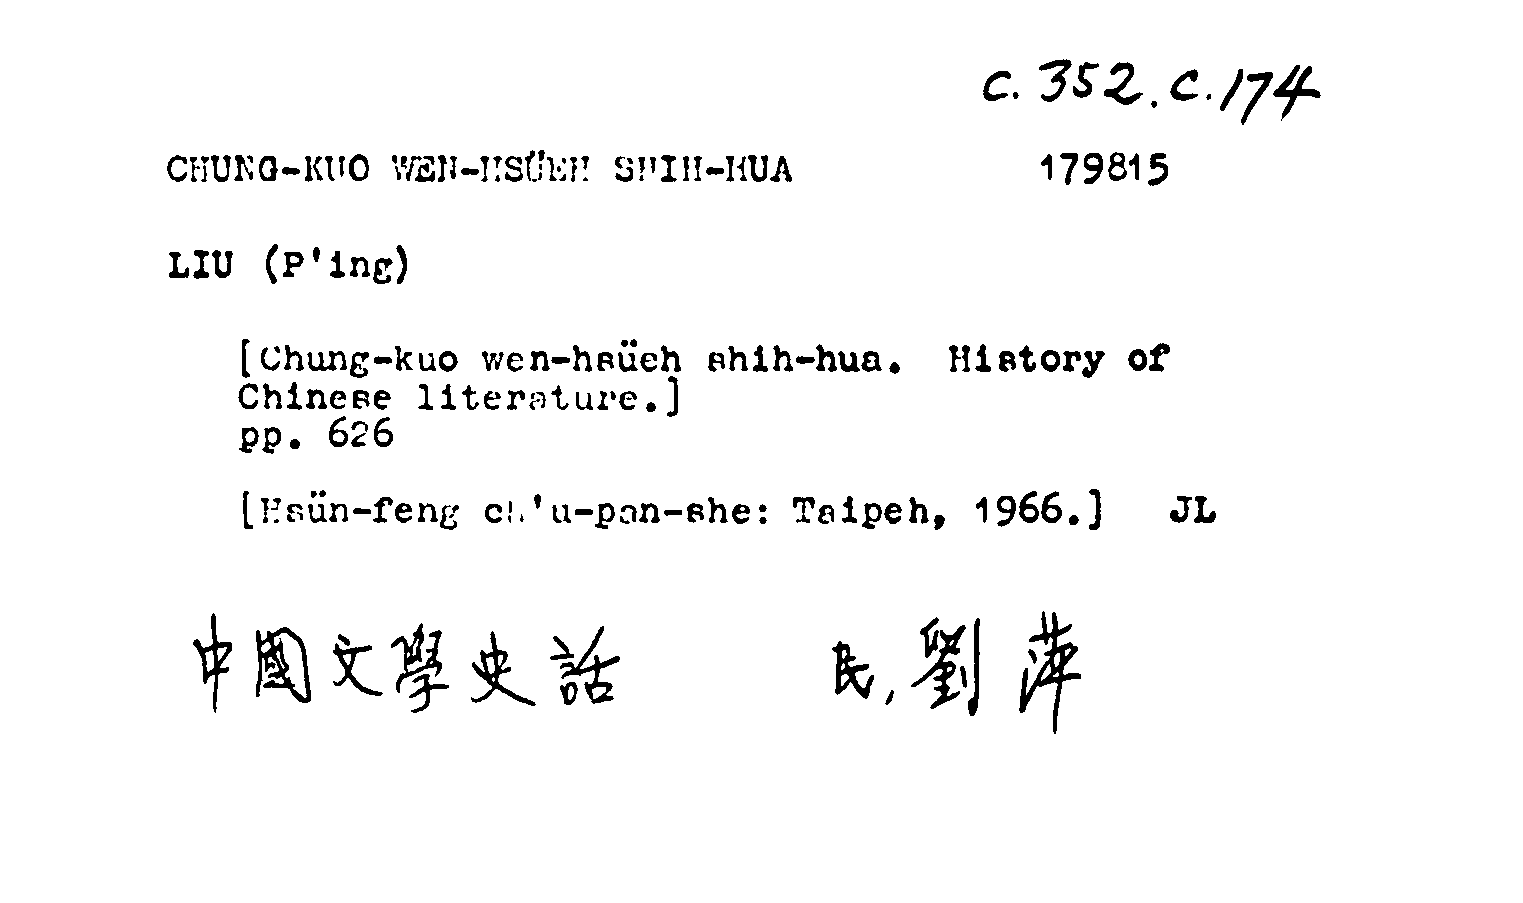 c. 352. c. 174
CHUNG-KUO WEN-HSÜEH SHIH-HUA 179815
LIU (P'ing)
[Chung-kuo wen-hsüeh shih-hua. History of
Chinese literature.]
pp. 626
[Hsün-feng ch'u-pan-she: Taipeh, 1966.] JL
中國文學史話 民, 劉萍